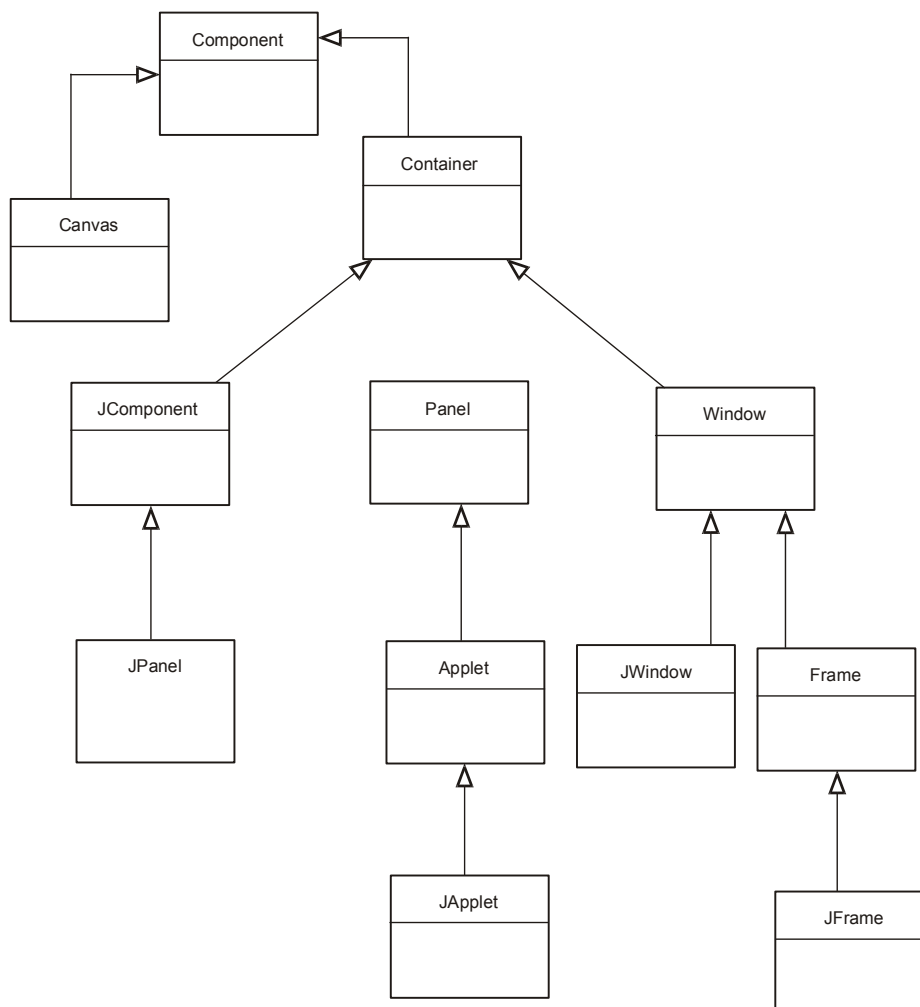 Component
Container
Canvas
JComponent
Panel
Window
JPanel
Applet
JWindow
Frame
JApplet
JFrame